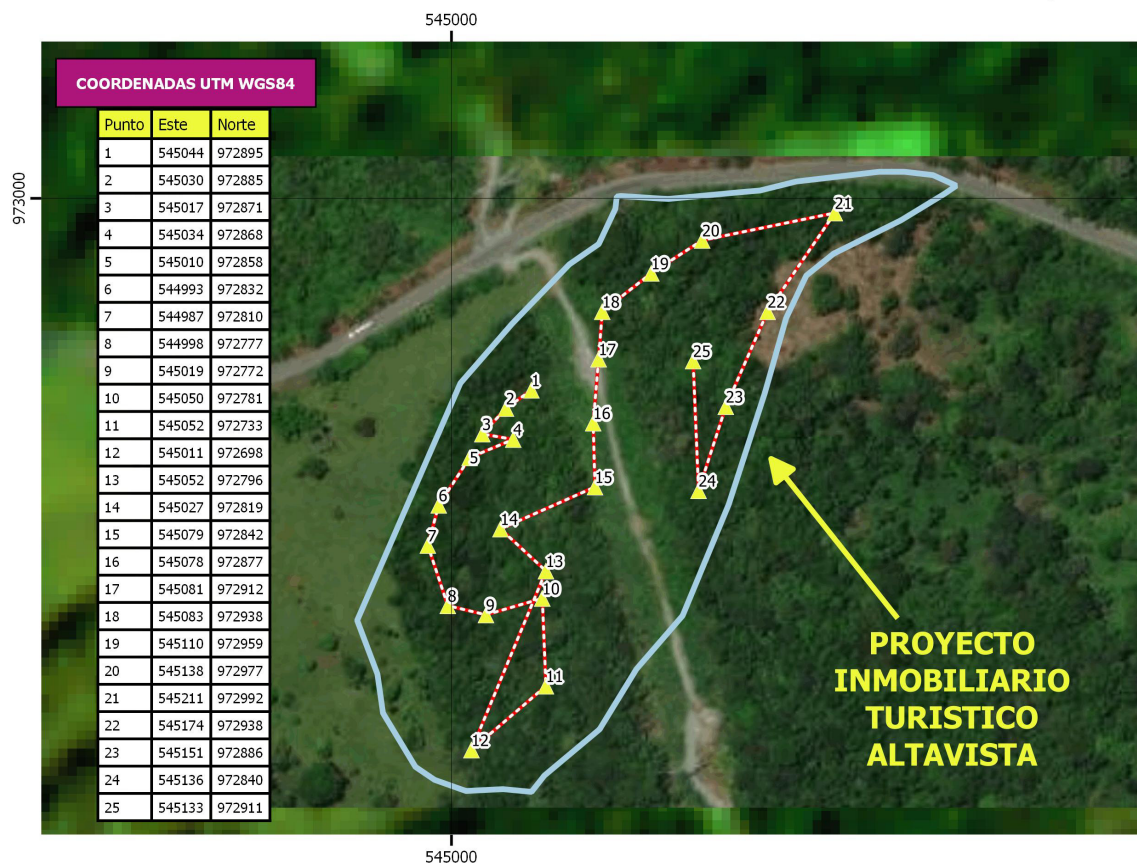 545000
COORDENADAS UTM WGS84
Punto Este Norte
1 545044 972895
2 545030 972885
3 545017 972871
4 545034 972868
5 545010 972858
6 544993 972832
7 544987 972810
8 544998 972777
9 545019 972772
10 545050 972781
11 545052 972733
12 545011 972698
13 545052 972796
14 545027 972819
15 545079 972842
16 545078 972877
17 545081 972912
18 545083 972938
19 545110 972959
20 545138 972977
21 545211 972992
22 545174 972938
23 545151 972886
24 545136 972840
25 545133 972911
973000
21
20
19
18
22
17
25
1
2
23
16
3
4
5
15
24
6
14
7
13
8
10
9
11
12
PROYECTO
INMOBILIARIO
TURISTICO
ALTAVISTA
545000